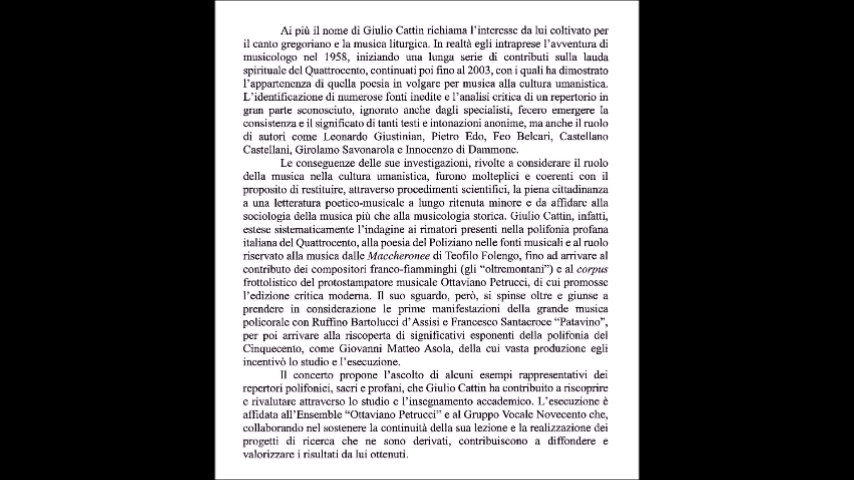 Ai più il nome di Giulio Cattin richiama l'interesse da lui coltivato per
il canto gregoriano e la musica liturgica. In realtà egli intraprese l'avventura di
musicologo nel 1958, iniziando una lunga serie di contributi sulla lauda
spirituale del Quattrocento, continuati poi fino al 2003, con i quali ha dimostrato
l'appartenenza di quella poesia in volgare per musica alla cultura umanistica.
L'identificazione di numerose fonti inedite e l'analisi critica di un repertorio in
gran parte sconosciuto, ignorato anche dagli specialisti, fecero emergere la
consistenza e il significato di tanti testi e intonazioni anonime, ma anche il ruolo
di autori come Leonardo Giustinian, Pietro Edo, Feo Belcari, Castellano
Castellani, Girolamo Savonarola e Innocenzo di Dammone.
Le conseguenze delle sue investigazioni, rivolte a considerare il ruolo
della musica nella cultura umanistica, furono molteplici e coerenti con il
proposito di restituire, attraverso procedimenti scientifici, la piena cittadinanza
a una letteratura poetico-musicale a lungo ritenuta minore e da affidare alla
sociologia della musica più che alla musicologia storica. Giulio Cattin, infatti,
estese sistematicamente l'indagine ai rimatori presenti nella polifonia profana
italiana del Quattrocento, alla poesia del Poliziano nelle fonti musicali e al ruolo
riservato alla musica dalle Maccheronee di Teofilo Folengo, fino ad arrivare al
contributo dei compositori franco-fiamminghi (gli "oltremontani") e al corpus
frottolistico del protostampatore musicale Ottaviano Petrucci, di cui promosse
l'edizione critica moderna. Il suo sguardo, però, si spinse oltre e giunse a
prendere in considerazione le prime manifestazioni della grande musica
policorale con Ruffino Bartolucci d'Assisi e Francesco Santacroce "Patavino",
per poi arrivare alla riscoperta di significativi esponenti della polifonia del
Cinquecento, come Giovanni Matteo Asola, della cui vasta produzione egli
incentivò lo studio e l'esecuzione.
Il concerto propone l'ascolto di alcuni esempi rappresentativi dei
repertori polifonici, sacri e profani, che Giulio Cattin ha contribuito a riscoprire
e rivalutare attraverso lo studio e l'insegnamento accademico. L'esecuzione è
affidata all'Ensemble "Ottaviano Petrucci" e al Gruppo Vocale Novecento che,
collaborando nel sostenere la continuità della sua lezione e la realizzazione dei
progetti di ricerca che ne sono derivati, contribuiscono a diffondere e
valorizzare i risultati da lui ottenuti.